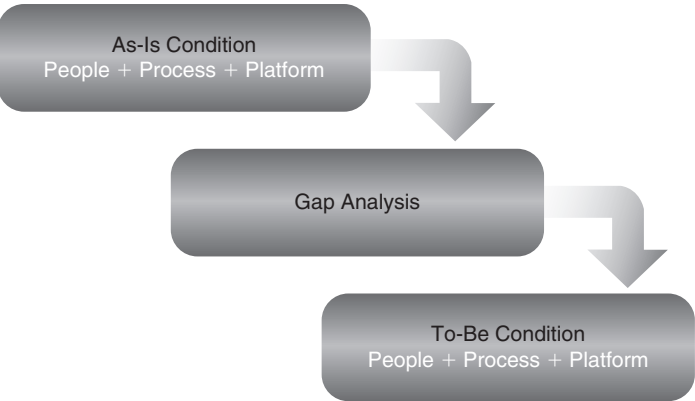 As-Is Condition
People + Process + Platform
Gap Analysis
To-Be Condition
People + Process + Platform